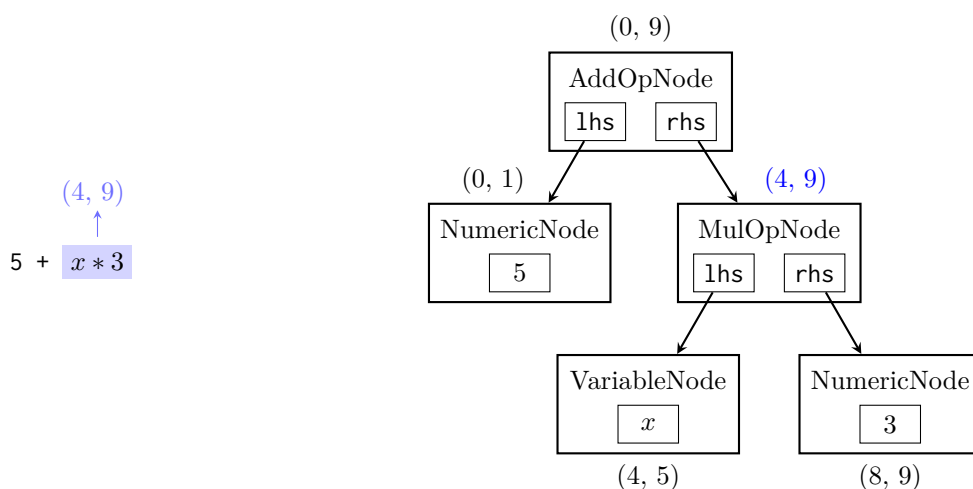 (4, 9)
5 + x * 3
(0, 9)
AddOpNode
lhs rhs
(0, 1)
NumericNode
5
(4, 9)
MulOpNode
lhs rhs
VariableNode
x
(4, 5)
NumericNode
3
(8, 9)